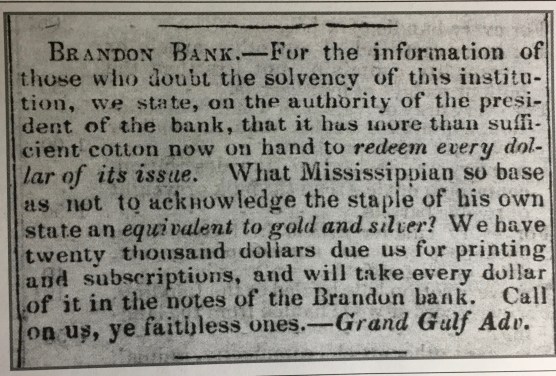 BRANDON BANK.—For the information of
those who doubt the solvency of this institu-
tion, we state, on the authority of the presi-
dent of the bank, that it has more than suffi-
cient cotton now on hand to redeem every dol-
lar of its issue. What Mississippian so base
as not to acknowledge the staple of his own
state an equivalent to gold and silver? We have
twenty thousand dollars due us for printing
and subscriptions, and will take every dollar
of it in the notes of the Brandon bank. Call
on us, ye faithless ones.—Grand Gulf Adv.